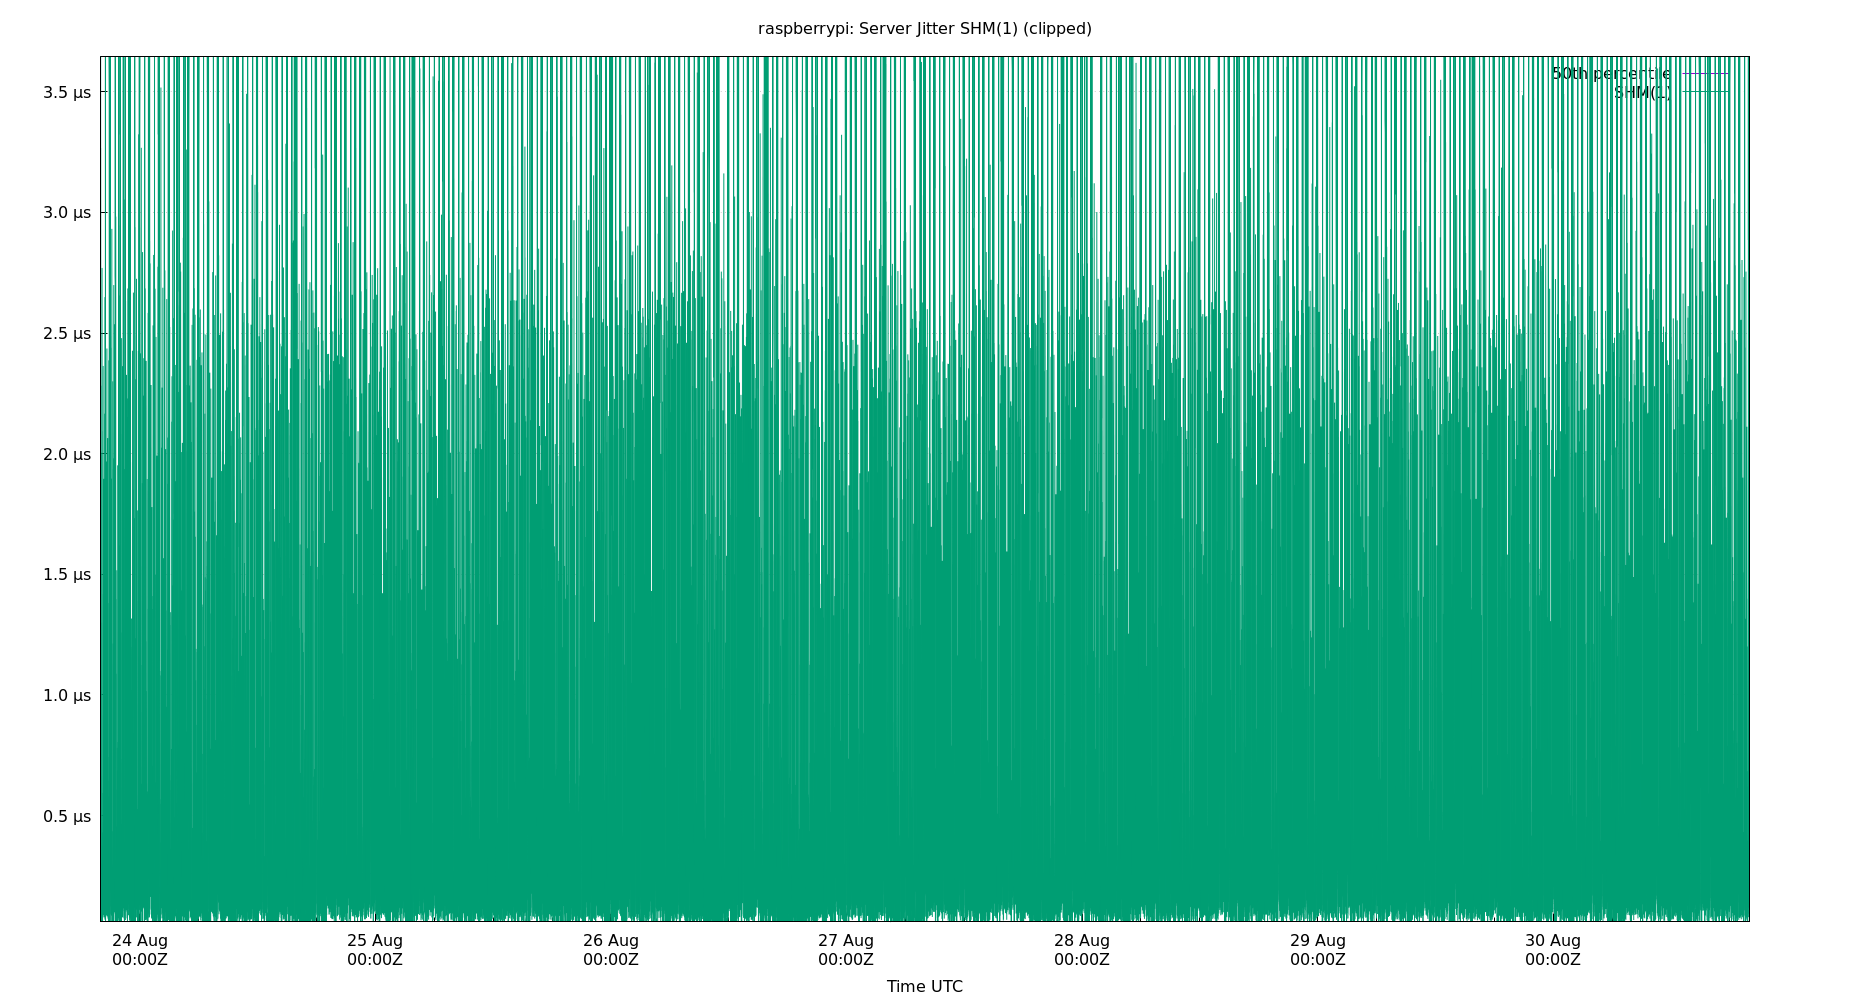 raspberrypi: Server Jitter SHM(1) (clipped)
50th percentile
SHM(1)
3.5 µs
3.0 µs
2.5 µs
2.0 µs
1.5 µs
1.0 µs
0.5 µs
24 Aug 25 Aug 26 Aug 27 Aug 28 Aug 29 Aug 30 Aug
00:00Z 00:00Z 00:00Z 00:00Z 00:00Z 00:00Z 00:00Z
Time UTC